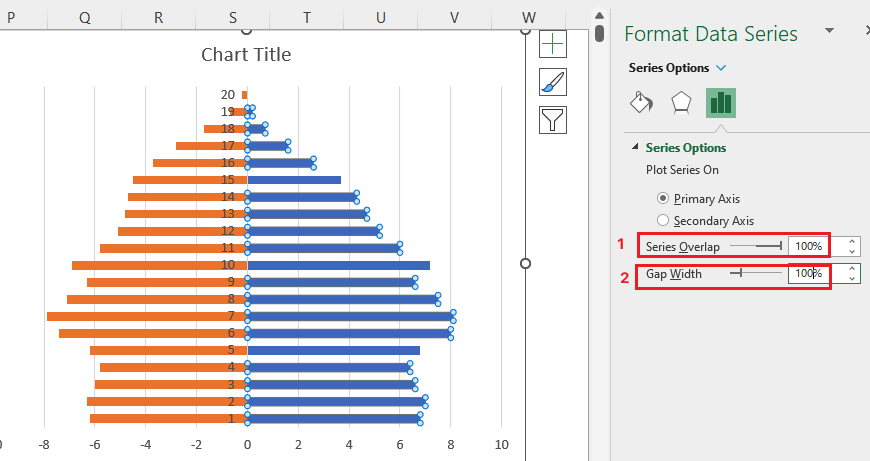 P Q R S T U V W
Chart Title
20
19
18
17
16
15
14
13
12
11
10
9
8
7
6
5
4
3
2
1
0 -8 -6 -4 -2 0 2 4 6 8 10
Format Data Series
Series Options
Series Options
Plot Series On
Primary Axis
Secondary Axis
1 Series Overlap 100%
2 Gap Width 100%